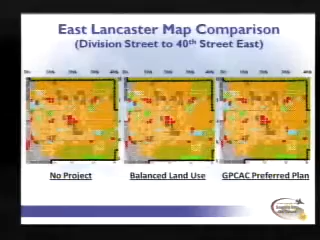 East Lancaster Map Comparison
(Division Street to 40th Street East)
No Project
Balanced Land Use
GPCAC Preferred Plan